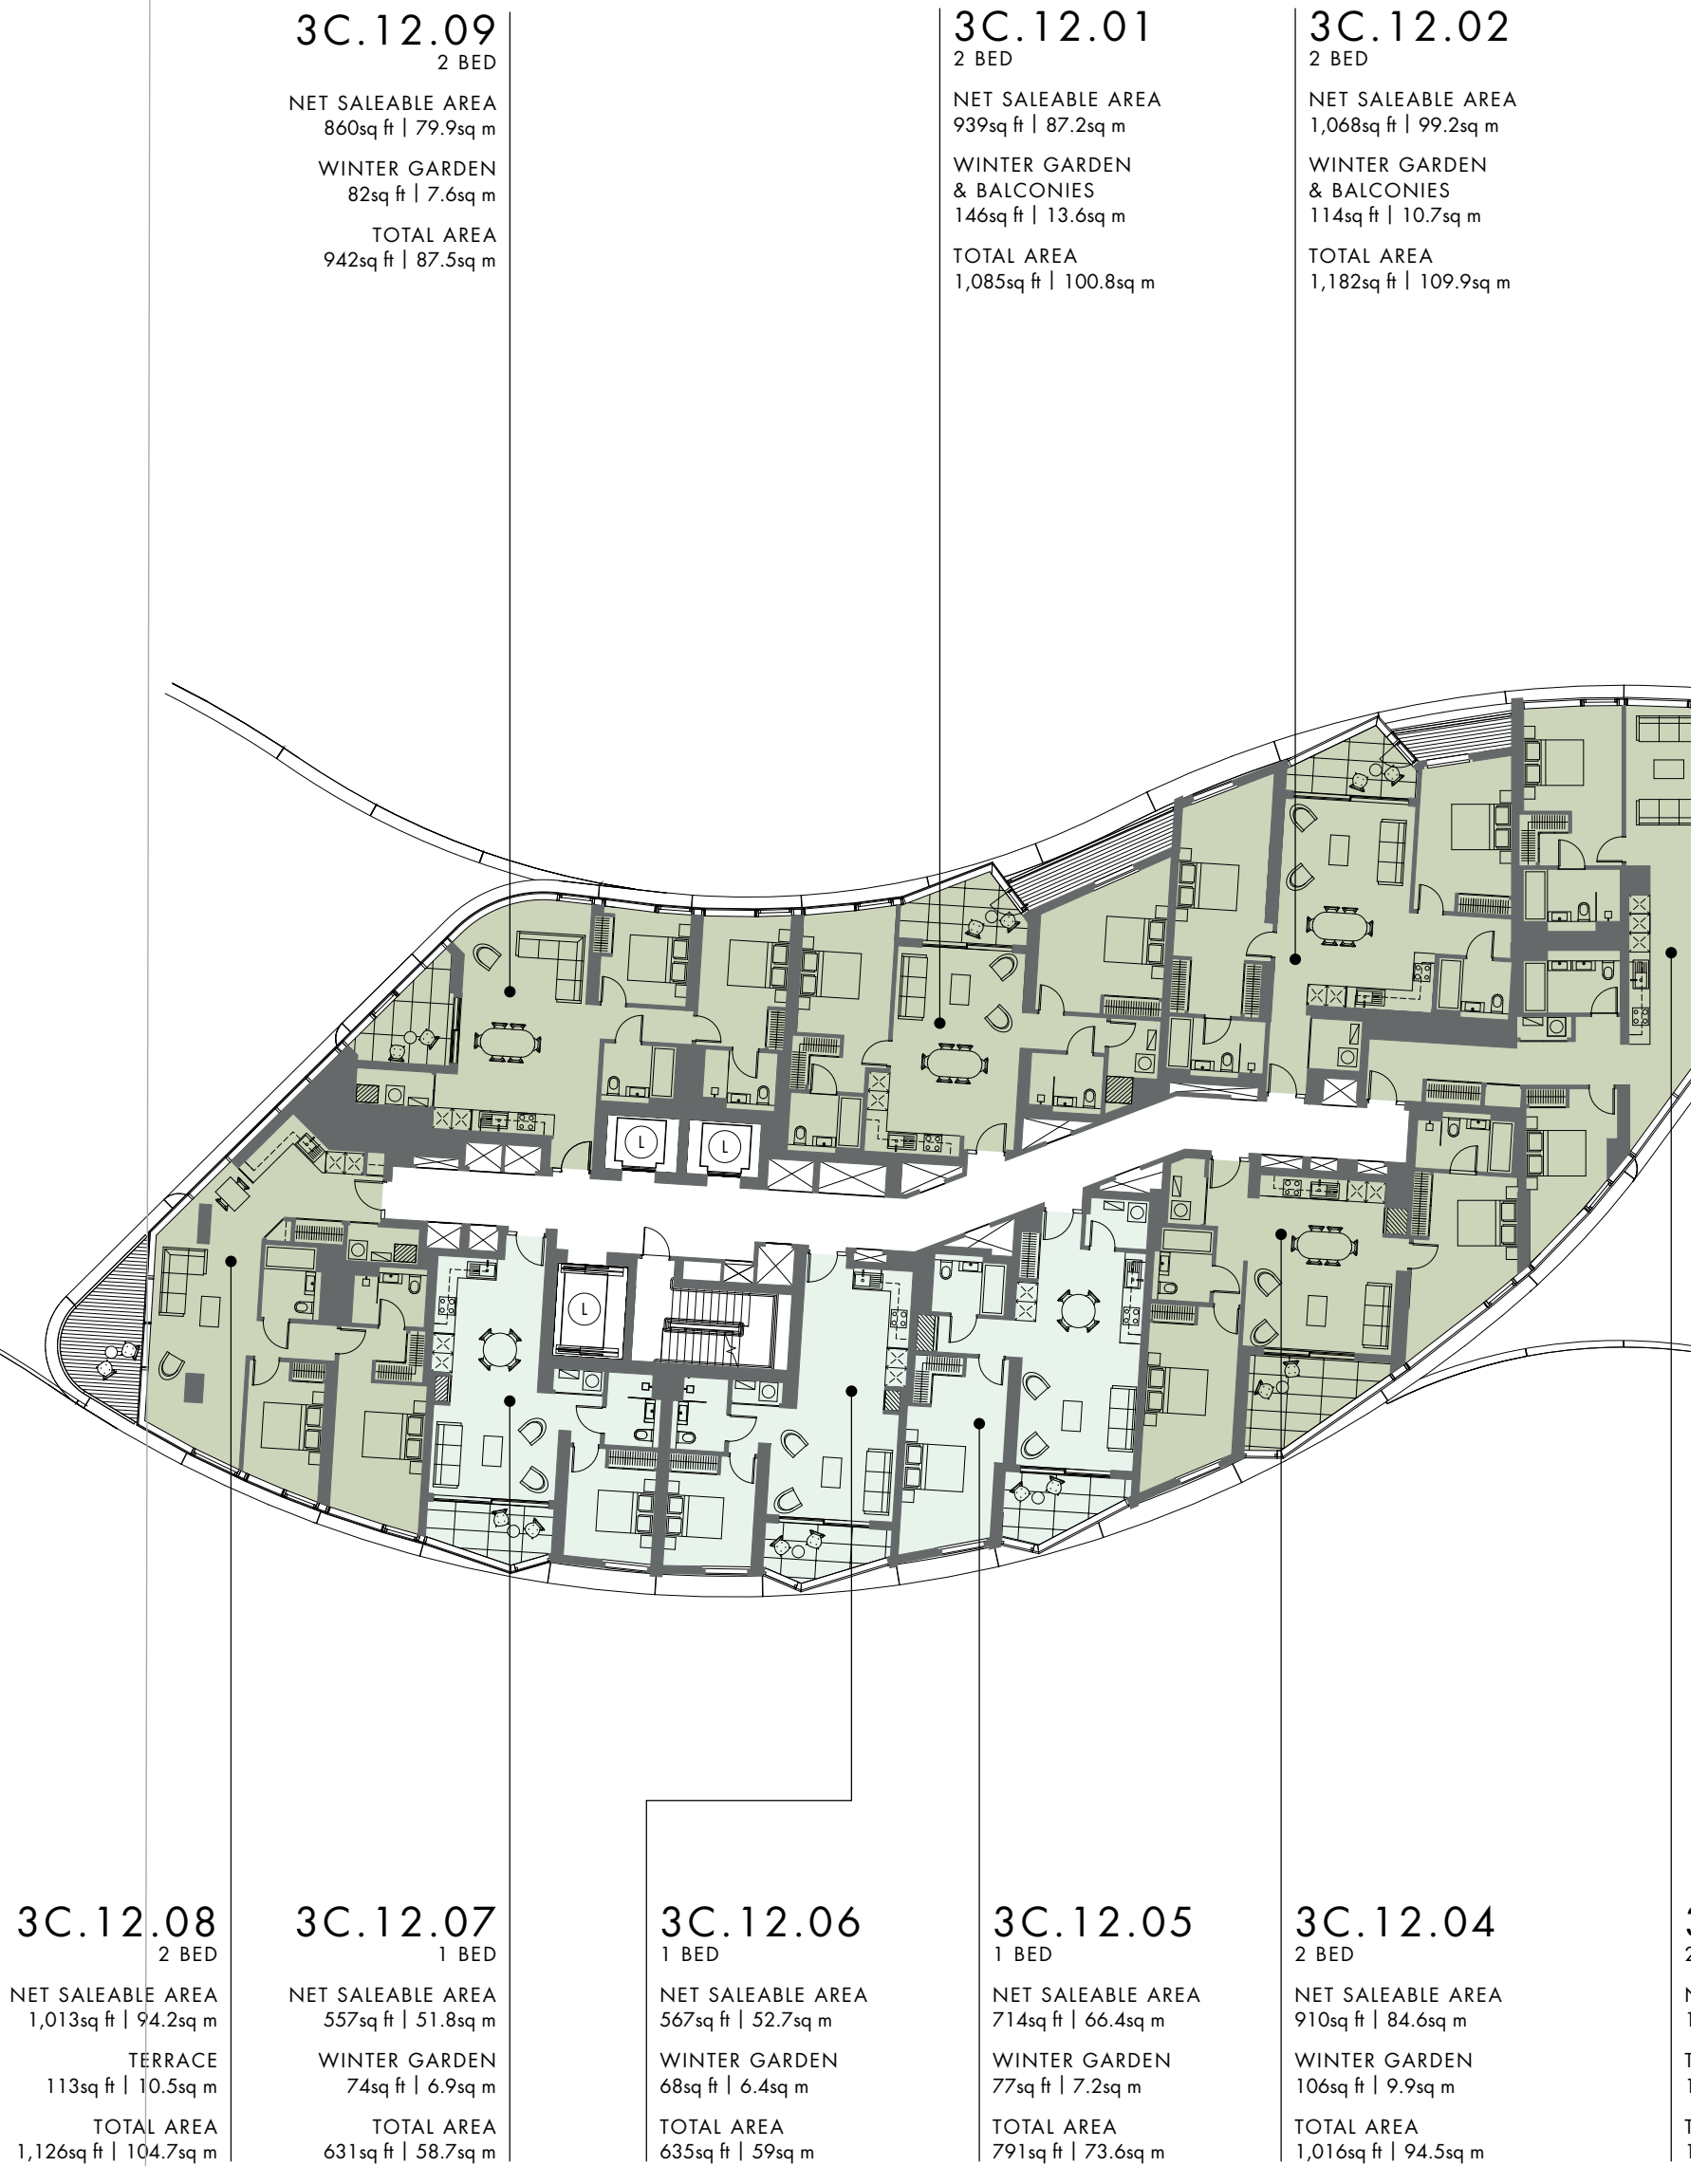 3C.12.09
2 BED
NET SALEABLE AREA
860sq ft | 79.9sq m
WINTER GARDEN
82sq ft | 7.6sq m
TOTAL AREA
942sq ft | 87.5sq m
3C.12.01
2 BED
NET SALEABLE AREA
939sq ft | 87.2sq m
WINTER GARDEN
& BALCONIES
146sq ft | 13.6sq m
TOTAL AREA
1,085sq ft | 100.8sq m
3C.12.02
2 BED
NET SALEABLE AREA
1,068sq ft | 99.2sq m
WINTER GARDEN
& BALCONIES
114sq ft | 10.7sq m
TOTAL AREA
1,182sq ft | 109.9sq m
L
L
L
3C.12.08
2 BED
NET SALEABLE AREA
1,013sq ft | 94.2sq m
TERRACE
113sq ft | 10.5sq m
TOTAL AREA
1,126sq ft | 104.7sq m
3C.12.07
1 BED
NET SALEABLE AREA
557sq ft | 51.8sq m
WINTER GARDEN
74sq ft | 6.9sq m
TOTAL AREA
631sq ft | 58.7sq m
3C.12.06
1 BED
NET SALEABLE AREA
567sq ft | 52.7sq m
WINTER GARDEN
68sq ft | 6.4sq m
TOTAL AREA
635sq ft | 59sq m
3C.12.05
1 BED
NET SALEABLE AREA
714sq ft | 66.4sq m
WINTER GARDEN
77sq ft | 7.2sq m
TOTAL AREA
791sq ft | 73.6sq m
3C.12.04
2 BED
NET SALEABLE AREA
910sq ft | 84.6sq m
WINTER GARDEN
106sq ft | 9.9sq m
TOTAL AREA
1,016sq ft | 94.5sq m